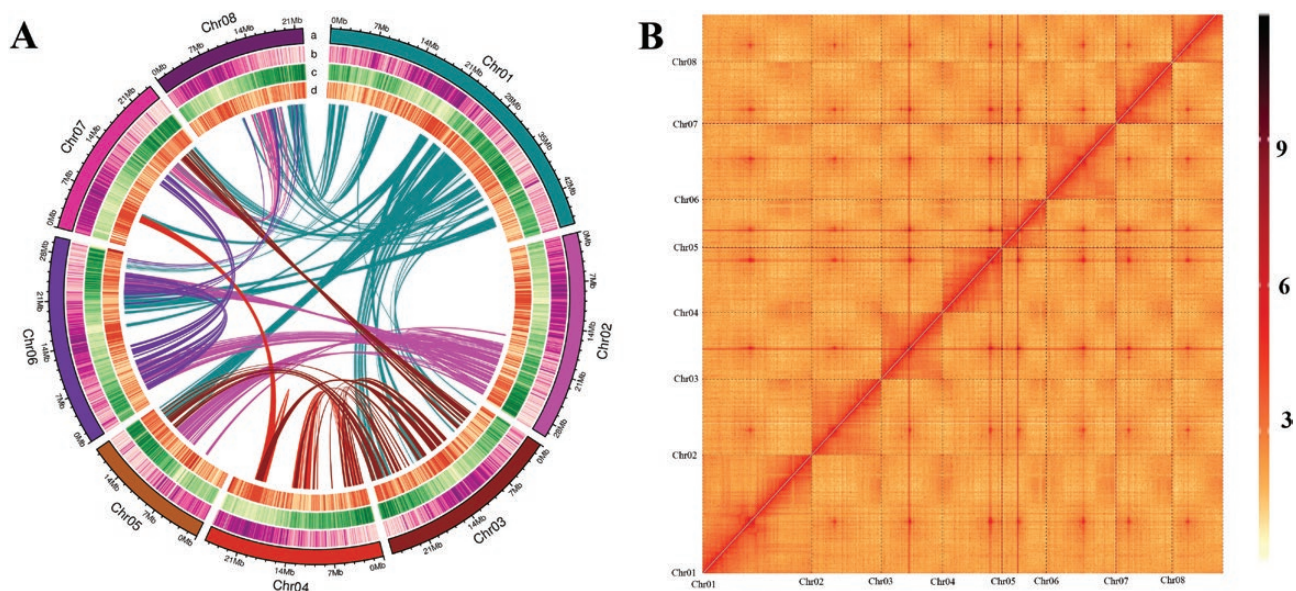 A
a
b
c
d
Chr01
0Mb
7Mb
14Mb
21Mb
28Mb
35Mb
42Mb
Chr02
0Mb
7Mb
14Mb
21Mb
28Mb
Chr03
0Mb
7Mb
14Mb
21Mb
Chr04
0Mb
7Mb
14Mb
21Mb
Chr05
0Mb
7Mb
14Mb
Chr06
0Mb
7Mb
14Mb
21Mb
28Mb
Chr07
0Mb
7Mb
14Mb
21Mb
Chr08
0Mb
7Mb
14Mb
21Mb
B
Chr08
Chr07
Chr06
Chr05
Chr04
Chr03
Chr02
Chr01
Chr01 Chr02 Chr03 Chr04 Chr05 Chr06 Chr07 Chr08
9
6
3